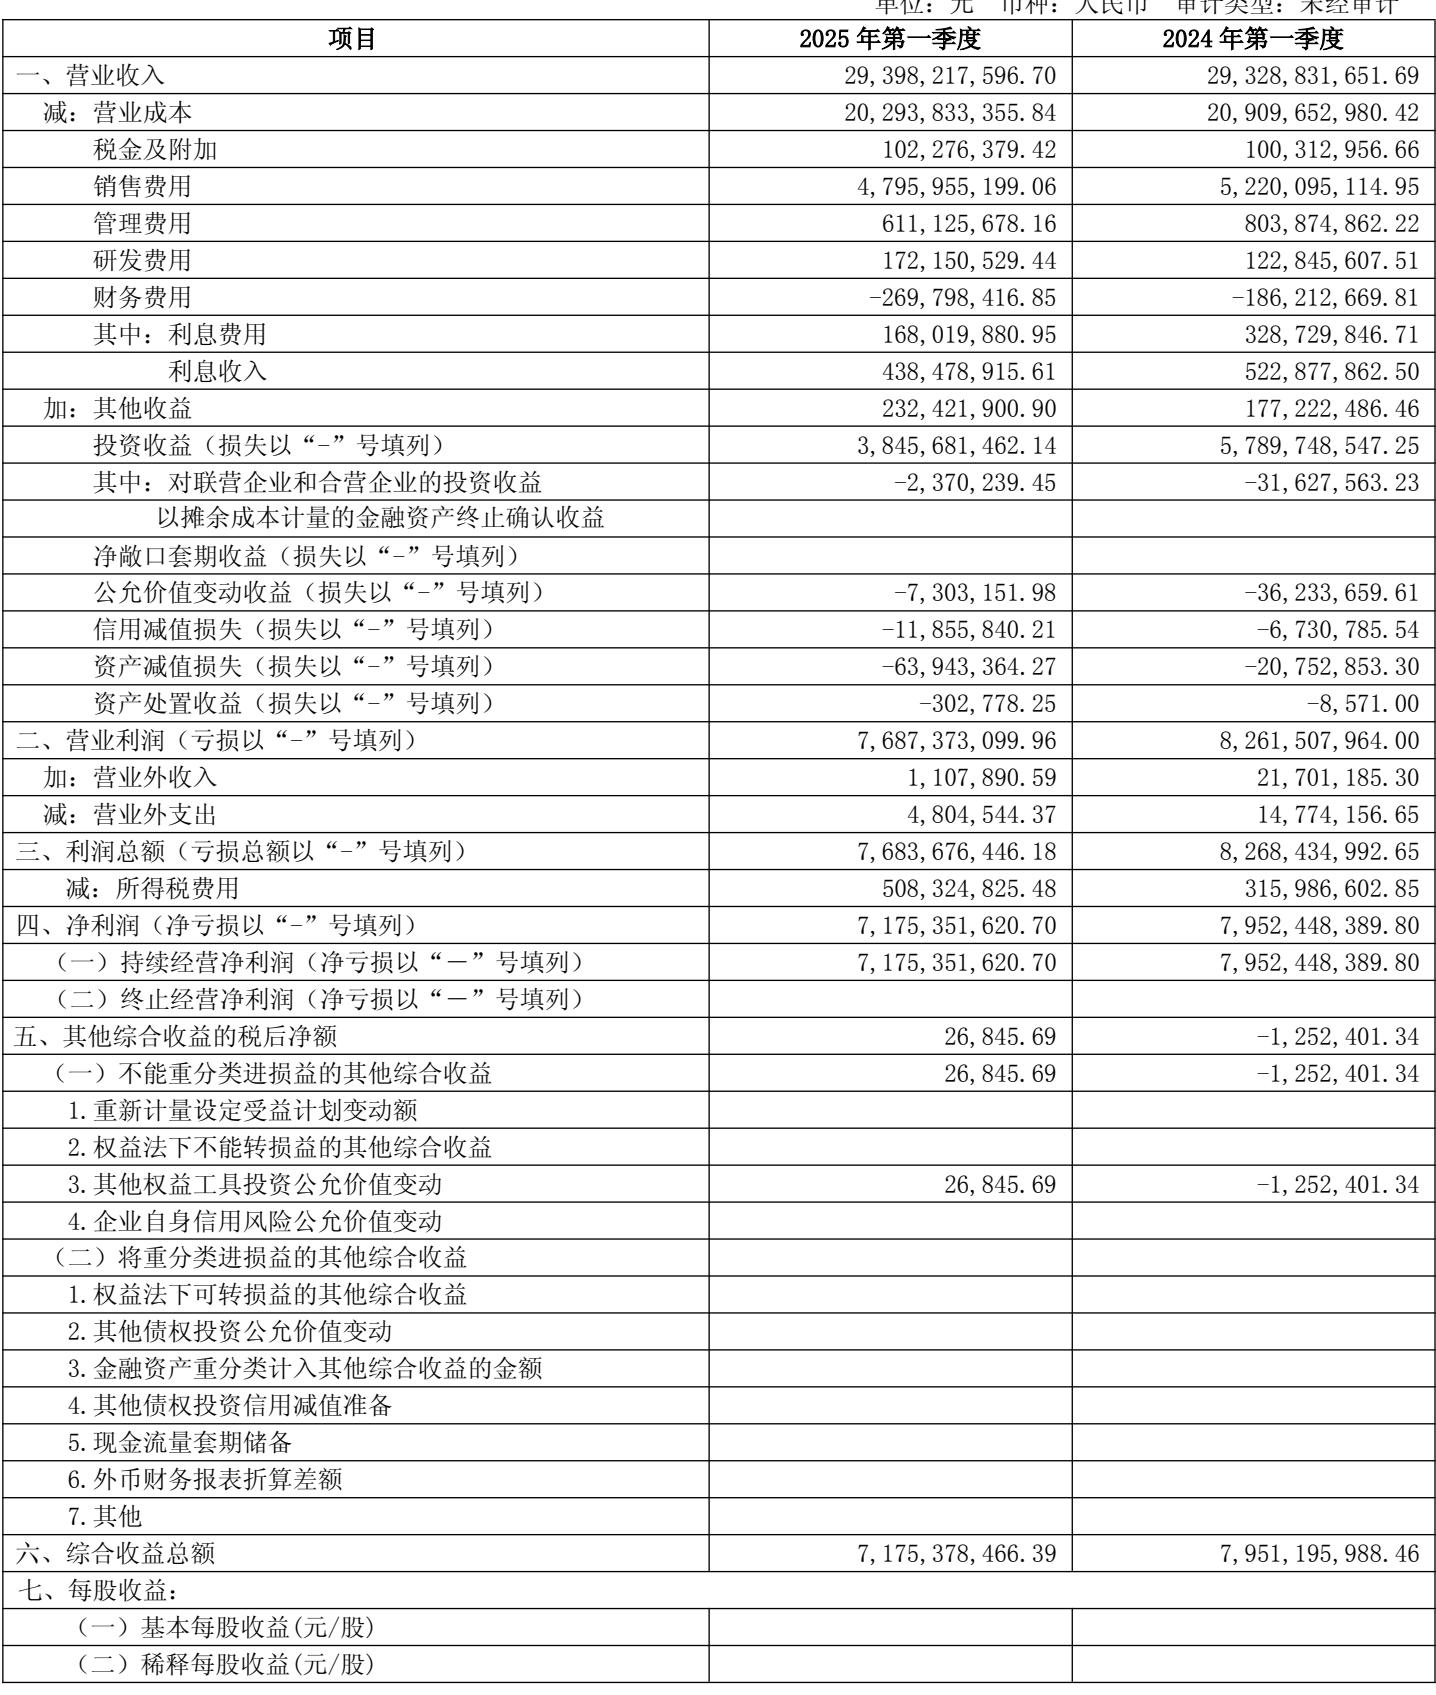 单位：元 币种：人民币 审计类型：未经审计
项目 2025年第一季度 2024年第一季度
一、营业收入 29,398,217,596.70 29,328,831,651.69
减：营业成本 20,293,833,355.84 20,909,652,980.42
税金及附加 102,276,379.42 100,312,956.66
销售费用 4,795,955,199.06 5,220,095,114.95
管理费用 611,125,678.16 803,874,862.22
研发费用 172,150,529.44 122,845,607.51
财务费用 -269,798,416.85 -186,212,669.81
其中：利息费用 168,019,880.95 328,729,846.71
利息收入 438,478,915.61 522,877,862.50
加：其他收益 232,421,900.90 177,222,486.46
投资收益（损失以“-”号填列） 3,845,681,462.14 5,789,748,547.25
其中：对联营企业和合营企业的投资收益 -2,370,239.45 -31,627,563.23
以摊余成本计量的金融资产终止确认收益
净敞口套期收益（损失以“-”号填列）
公允价值变动收益（损失以“-”号填列） -7,303,151.98 -36,233,659.61
信用减值损失（损失以“-”号填列） -11,855,840.21 -6,730,785.54
资产减值损失（损失以“-”号填列） -63,943,364.27 -20,752,853.30
资产处置收益（损失以“-”号填列） -302,778.25 -8,571.00
二、营业利润（亏损以“-”号填列） 7,687,373,099.96 8,261,507,964.00
加：营业外收入 1,107,890.59 21,701,185.30
减：营业外支出 4,804,544.37 14,774,156.65
三、利润总额（亏损总额以“-”号填列） 7,683,676,446.18 8,268,434,992.65
减：所得税费用 508,324,825.48 315,986,602.85
四、净利润（净亏损以“-”号填列） 7,175,351,620.70 7,952,448,389.80
（一）持续经营净利润（净亏损以“－”号填列） 7,175,351,620.70 7,952,448,389.80
（二）终止经营净利润（净亏损以“－”号填列）
五、其他综合收益的税后净额 26,845.69 -1,252,401.34
（一）不能重分类进损益的其他综合收益 26,845.69 -1,252,401.34
1.重新计量设定受益计划变动额
2.权益法下不能转损益的其他综合收益
3.其他权益工具投资公允价值变动 26,845.69 -1,252,401.34
4.企业自身信用风险公允价值变动
（二）将重分类进损益的其他综合收益
1.权益法下可转损益的其他综合收益
2.其他债权投资公允价值变动
3.金融资产重分类计入其他综合收益的金额
4.其他债权投资信用减值准备
5.现金流量套期储备
6.外币财务报表折算差额
7.其他
六、综合收益总额 7,175,378,466.39 7,951,195,988.46
七、每股收益：
（一）基本每股收益(元/股)
（二）稀释每股收益(元/股)